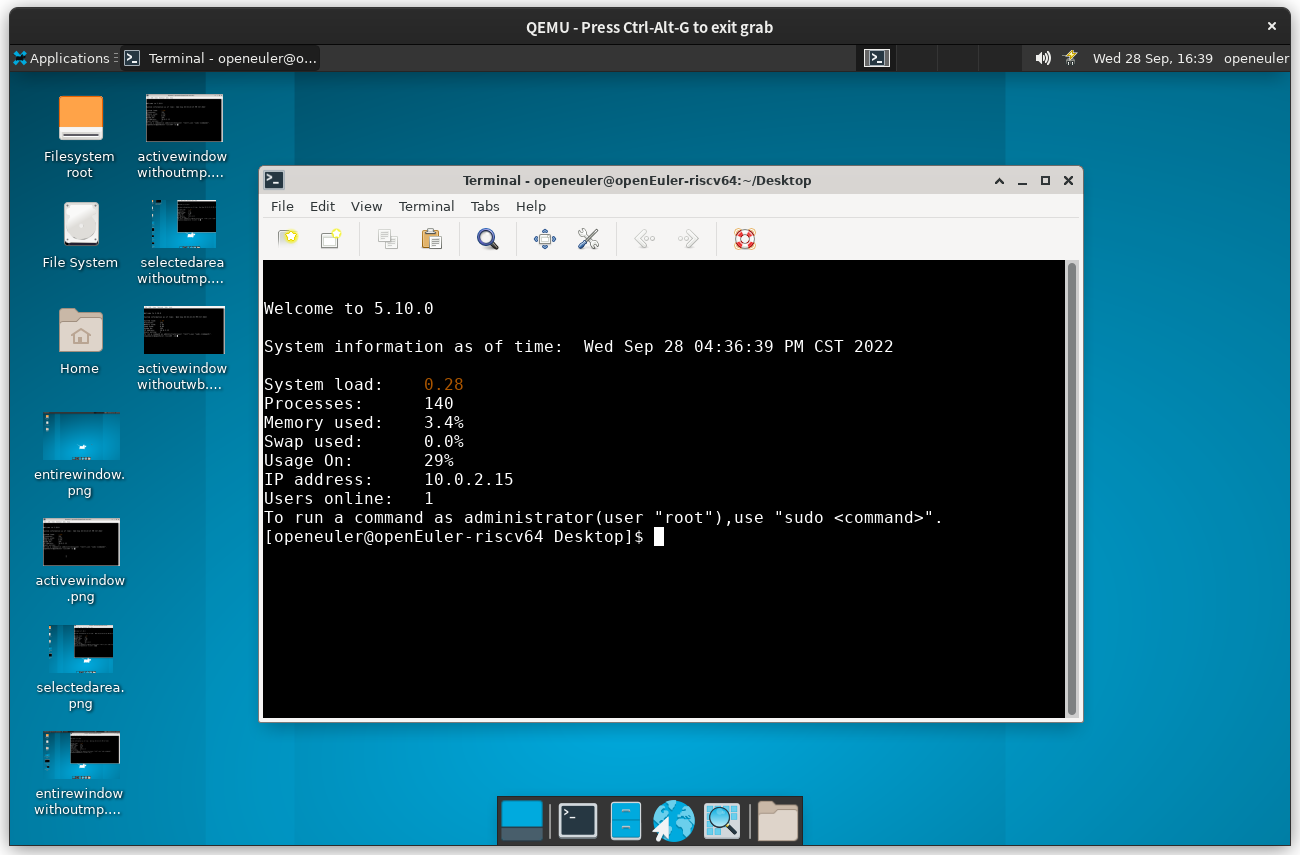 QEMU - Press Ctrl-Alt-G to exit grab
Applications
Terminal - openeuler@o...
Wed 28 Sep, 16:39
openeuler
Filesystem
root
activewindow
withoutmp....
File System
selectedarea
withoutmp....
Home
activewindow
withoutwb....
entirewindow.
png
activewindow
.png
selectedarea.
png
entirewindow
withoutmp....
Terminal - openeuler@openEuler-riscv64:~/Desktop
File Edit View Terminal Tabs Help
Welcome to 5.10.0
System information as of time:  Wed Sep 28 04:36:39 PM CST 2022
System load:    0.28
Processes:      140
Memory used:    3.4%
Swap used:      0.0%
Usage On:       29%
IP address:     10.0.2.15
Users online:   1
To run a command as administrator(user "root"),use "sudo <command>".
[openeuler@openEuler-riscv64 Desktop]$